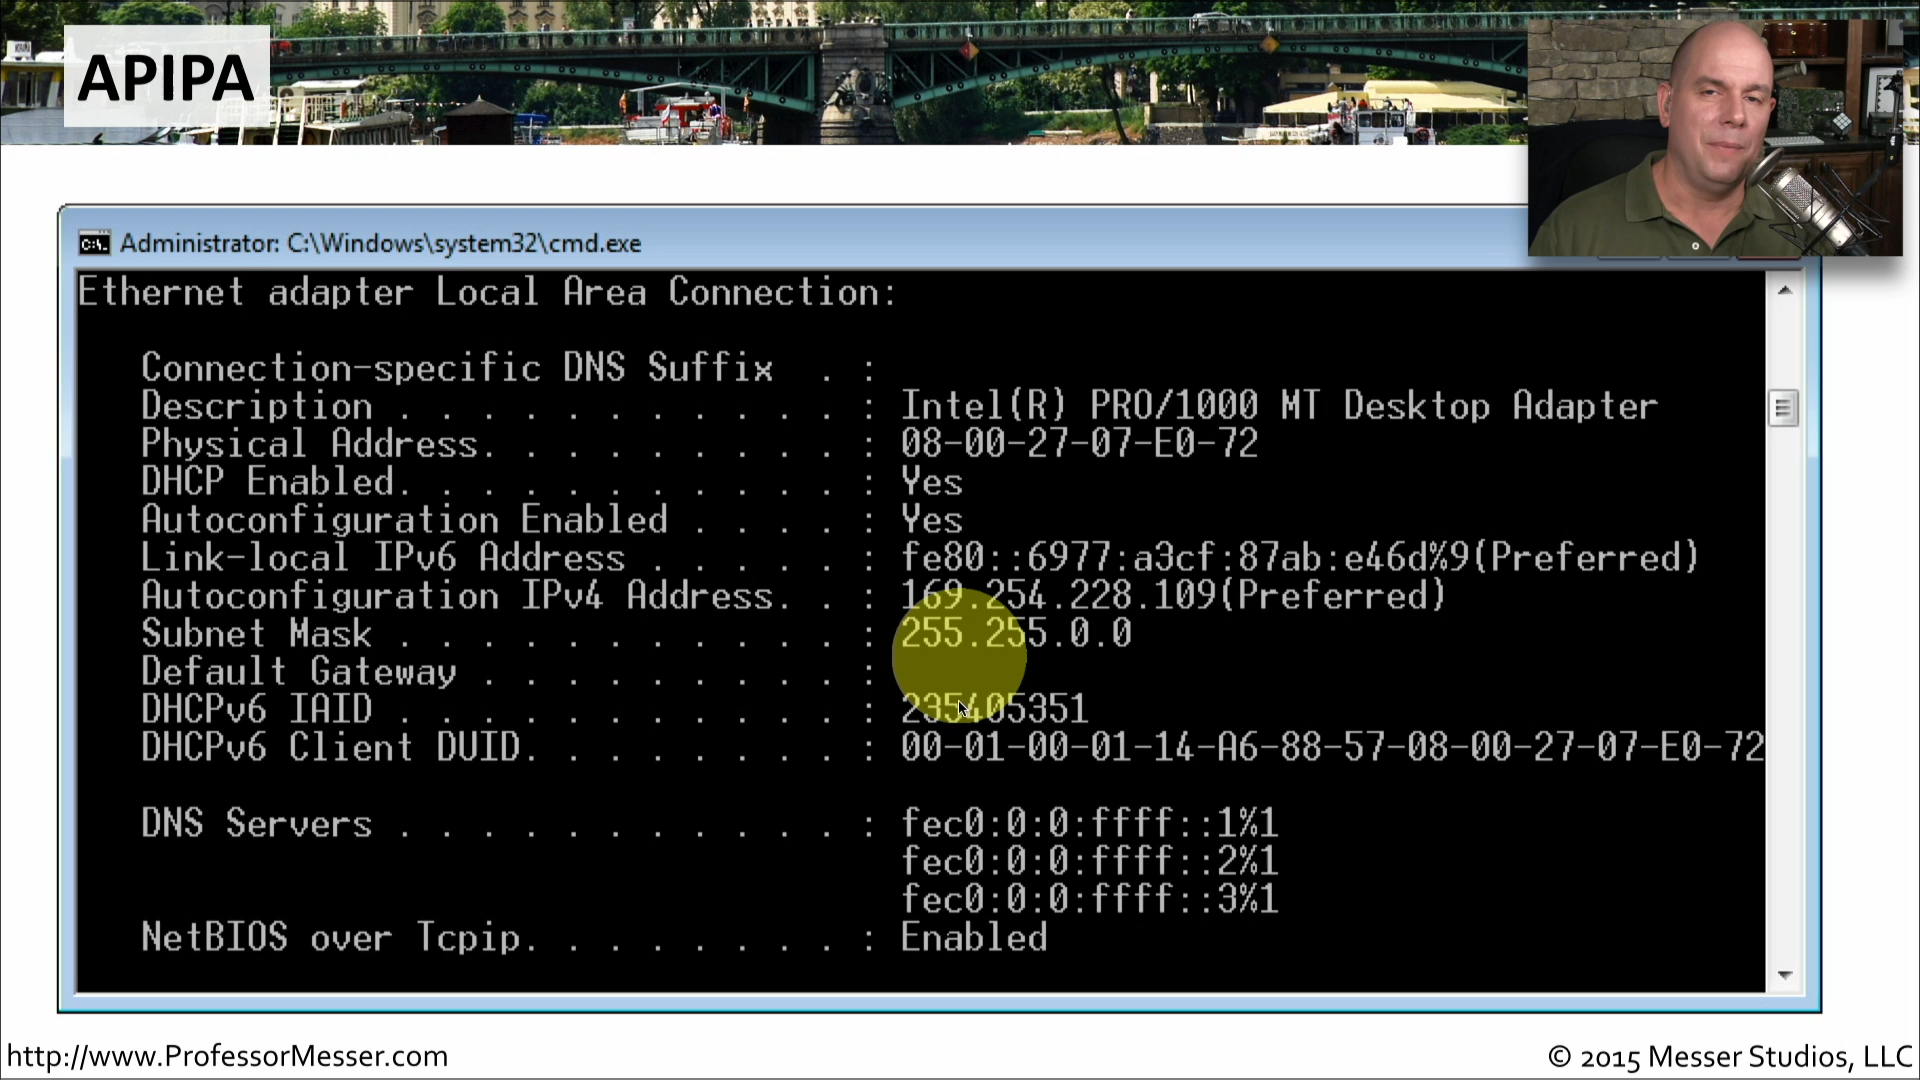 APIPA
Administrator: C:\Windows\system32\cmd.exe
Ethernet adapter Local Area Connection:
Connection-specific DNS Suffix . :
Description . . . . . . . . . . . : Intel(R) PRO/1000 MT Desktop Adapter
Physical Address. . . . . . . . . : 08-00-27-07-E0-72
DHCP Enabled. . . . . . . . . . . : Yes
Autoconfiguration Enabled . . . . : Yes
Link-local IPv6 Address . . . . . : fe80::6977:a3cf:87ab:e46d%9(Preferred)
Autoconfiguration IPv4 Address. . : 169.254.228.109(Preferred)
Subnet Mask . . . . . . . . . . . : 255.255.0.0
Default Gateway . . . . . . . . . :
DHCPv6 IAID . . . . . . . . . . . : 235405351
DHCPv6 Client DUID. . . . . . . . : 00-01-00-01-14-A6-88-57-08-00-27-07-E0-72
DNS Servers . . . . . . . . . . . : fec0:0:0:ffff::1%1
fec0:0:0:ffff::2%1
fec0:0:0:ffff::3%1
NetBIOS over Tcpip. . . . . . . . : Enabled
http://www.ProfessorMesser.com
© 2015 Messer Studios, LLC